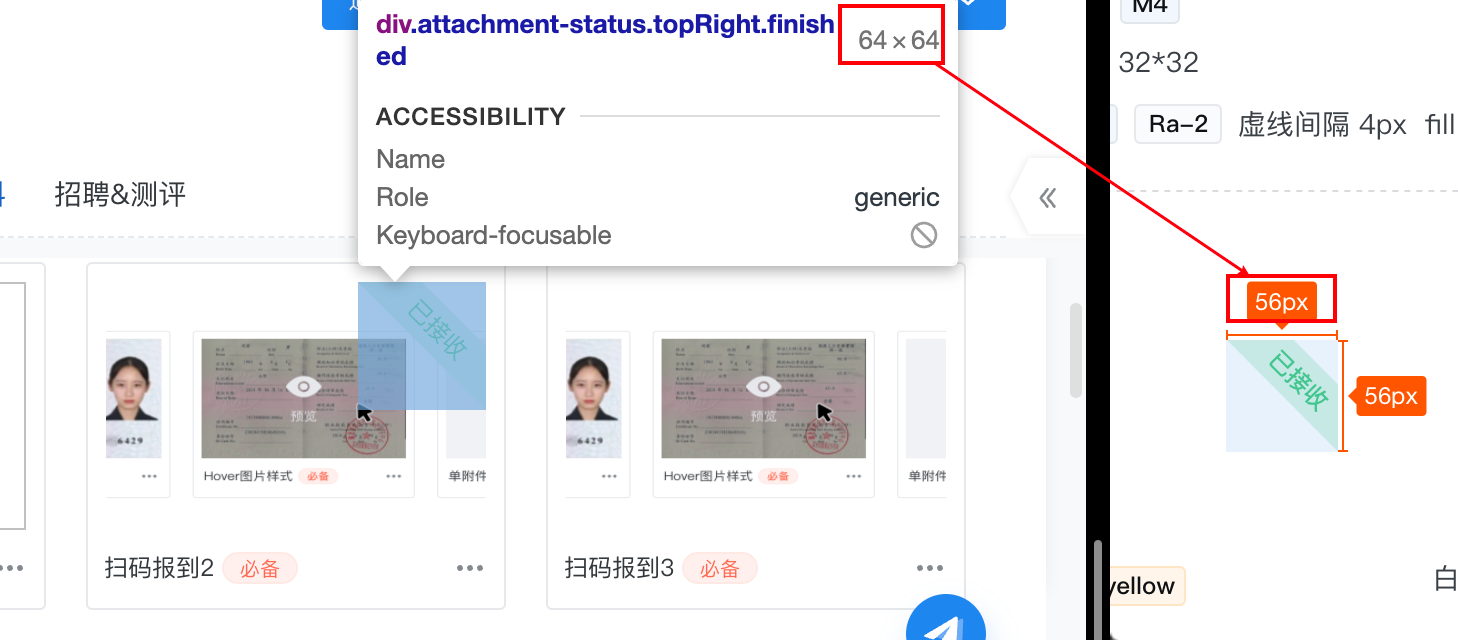 div.attachment-status.topRight.finish
ed
64 × 64
ACCESSIBILITY
Name
Role
generic
Keyboard-focusable
招聘&测评
«
已接收
6429
预览
Hover图片样式
必备
...
单附件
6429
预览
...
Hover图片样式
必备
...
单附件
...
扫码报到2
必备
...
扫码报到3
必备
...
M4
32*32
Ra-2
虚线间隔 4px
fill
56px
已接收
56px
yellow
白